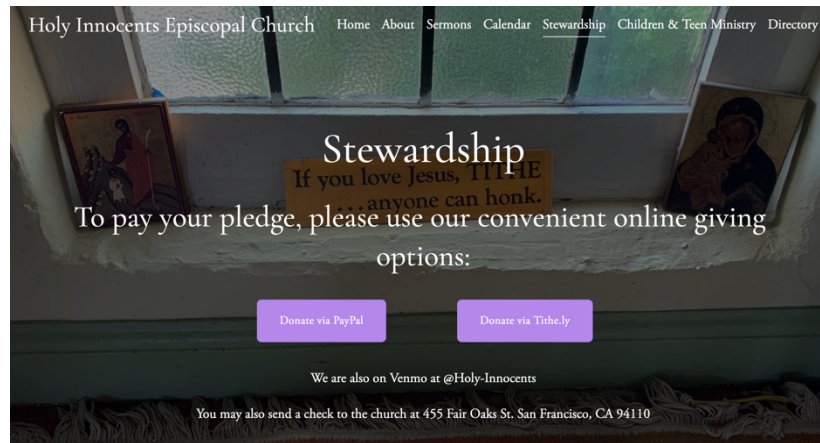 Holy Innocents Episcopal Church Home About Sermons Calendar Stewardship Children & Teen Ministry Directory
Stewardship
If you love Jesus, TITHE
...anyone can honk.
To pay your pledge, please use our convenient online giving
options:
Donate via PayPal Donate via Tithe.ly
We are also on Venmo at @Holy-Innocents
You may also send a check to the church at 455 Fair Oaks St. San Francisco, CA 94110